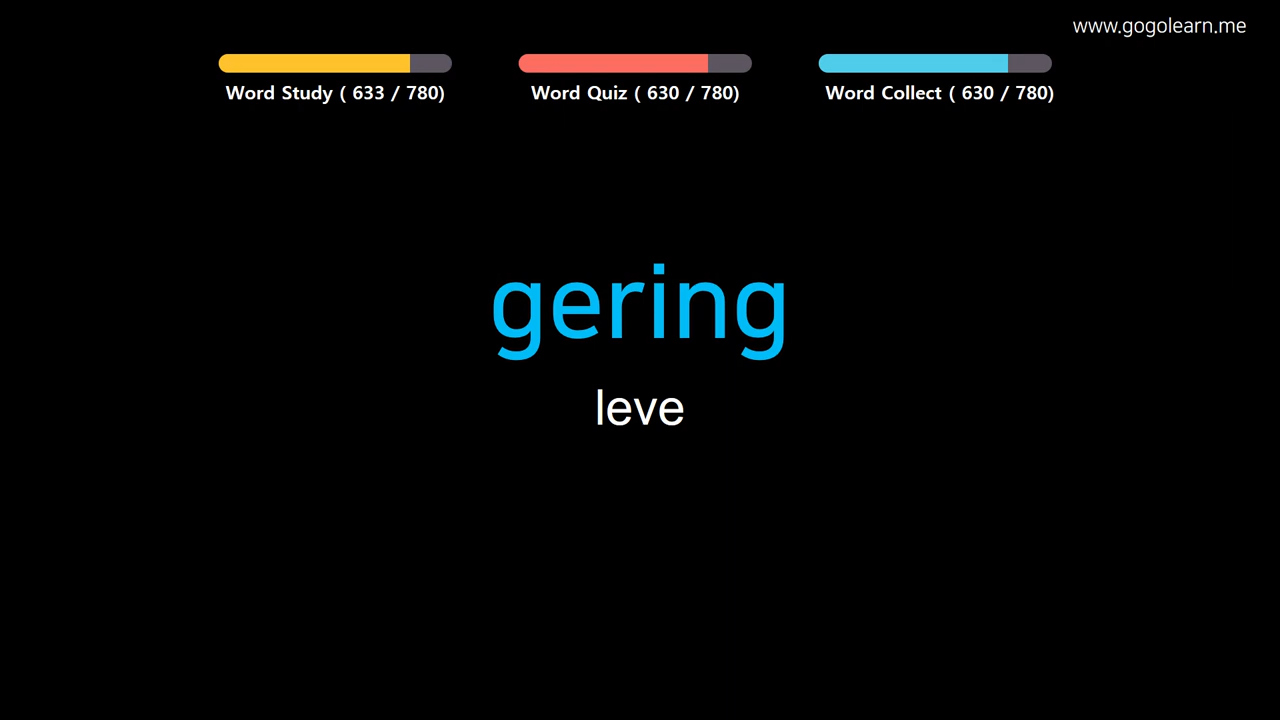 www.gogolearn.me
Word Study ( 633 / 780)
Word Quiz ( 630 / 780)
Word Collect ( 630 / 780)
gering
leve